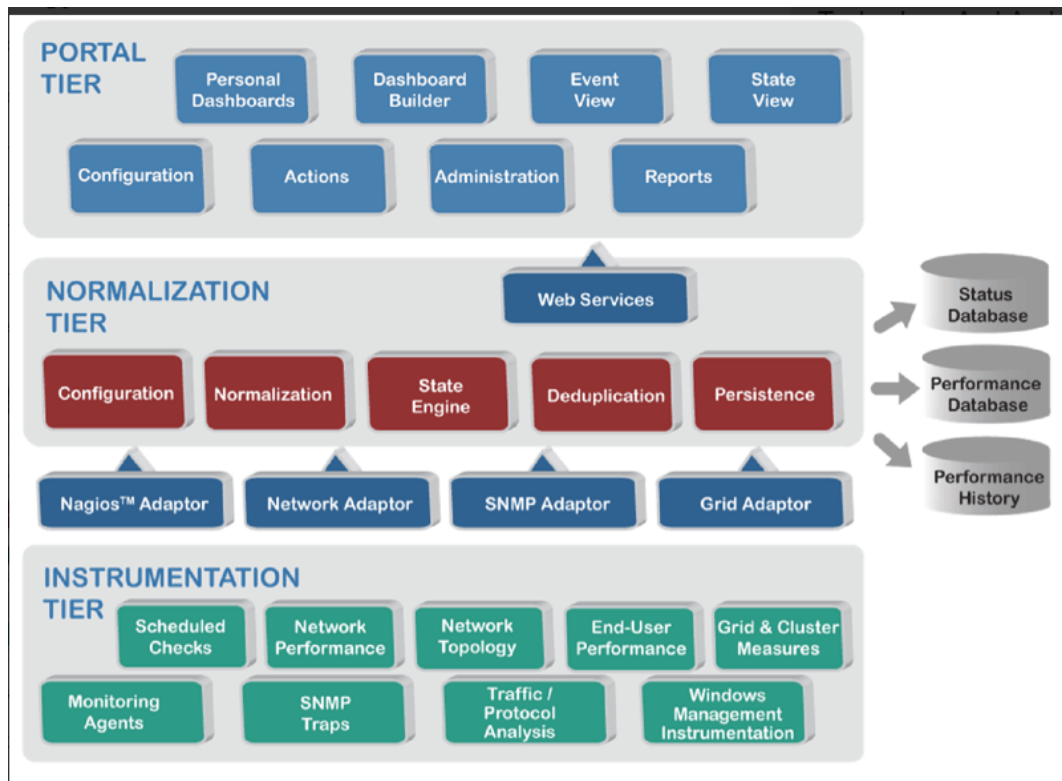 PORTAL
TIER
Personal
Dashboards
Dashboard
Builder
Event
View
State
View
Configuration
Actions
Administration
Reports
Web Services
NORMALIZATION
TIER
Configuration
Normalization
State
Engine
Deduplication
Persistence
Status
Database
Performance
Database
Performance
History
Nagios™ Adaptor
Network Adaptor
SNMP Adaptor
Grid Adaptor
INSTRUMENTATION
TIER
Scheduled
Checks
Network
Performance
Network
Topology
End-User
Performance
Grid & Cluster
Measures
Monitoring
Agents
SNMP
Traps
Traffic /
Protocol
Analysis
Windows
Management
Instrumentation